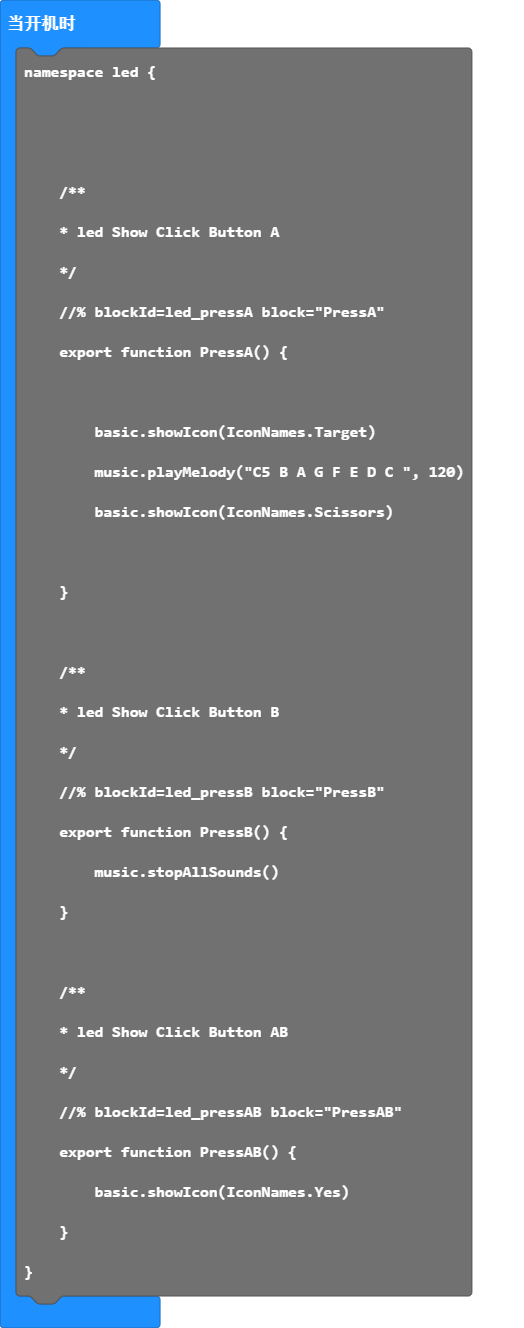 当开机时
namespace led {
/**
* led Show Click Button A
*/
//% blockId=led_pressA block="PressA"
export function PressA() {
basic.showIcon(IconNames.Target)
music.playMelody("C5 B A G F E D C ", 120)
basic.showIcon(IconNames.Scissors)
}
/**
* led Show Click Button B
*/
//% blockId=led_pressB block="PressB"
export function PressB() {
music.stopAllSounds()
}
/**
* led Show Click Button AB
*/
//% blockId=led_pressAB block="PressAB"
export function PressAB() {
basic.showIcon(IconNames.Yes)
}
}